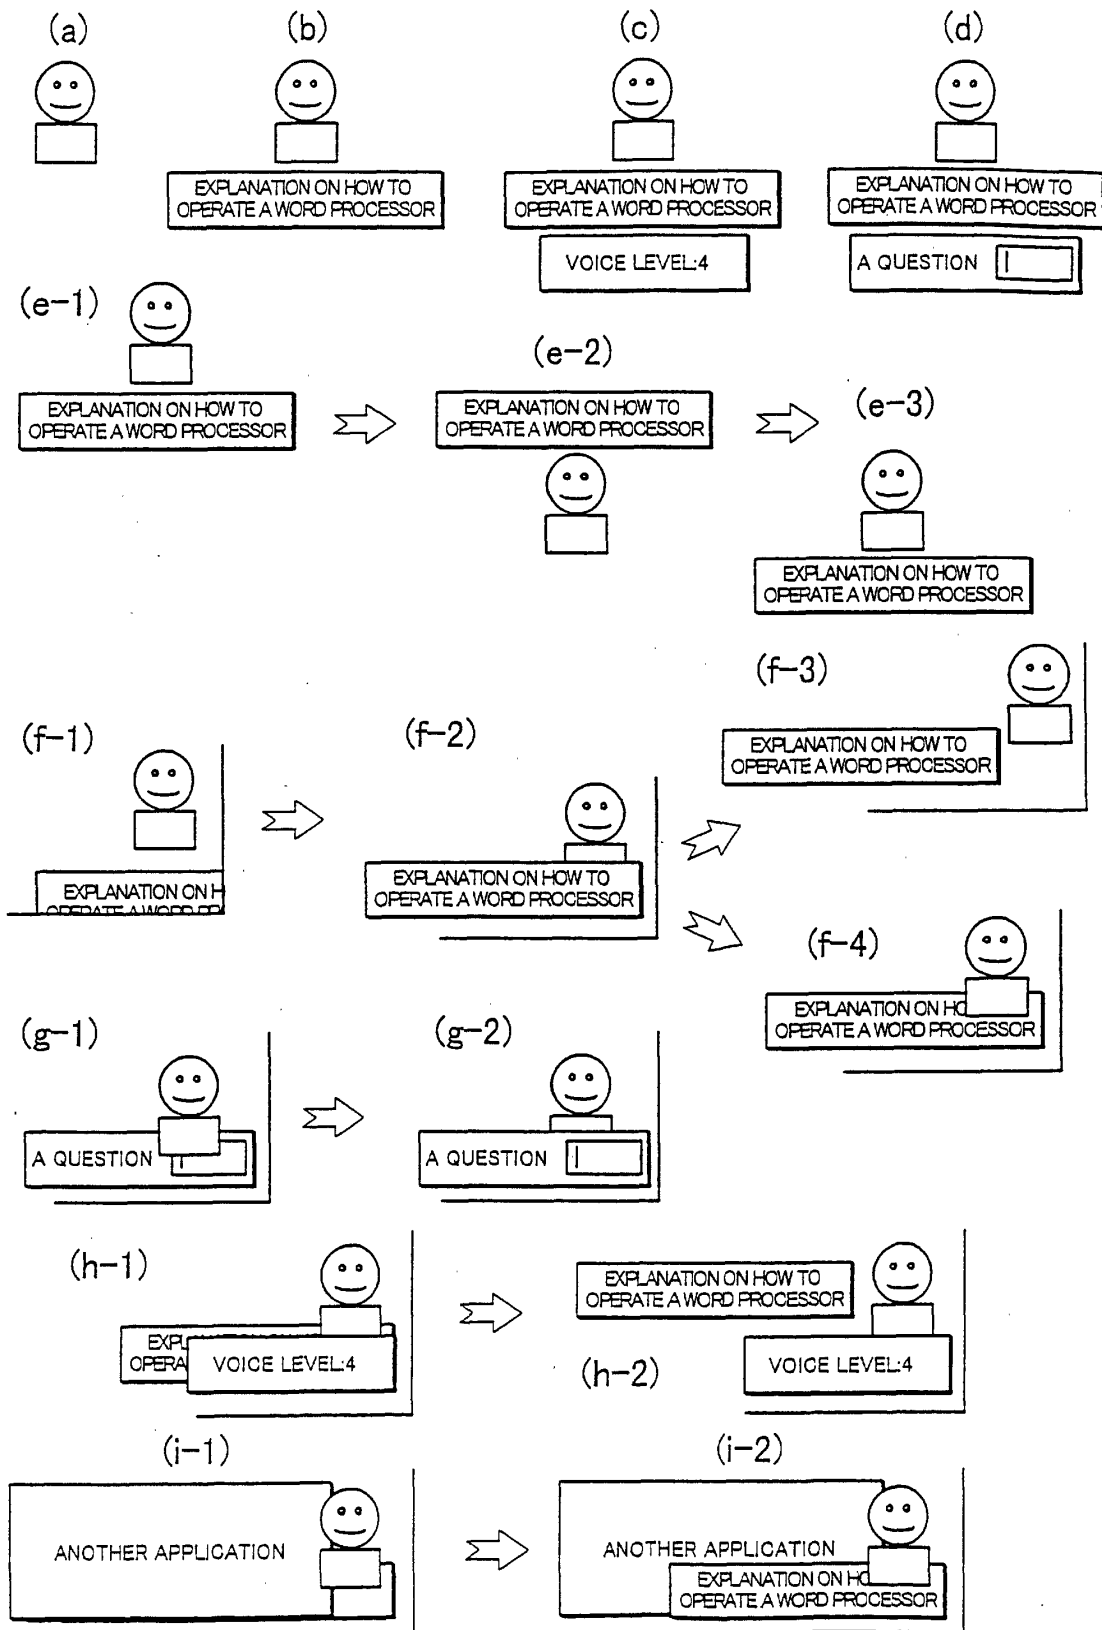 (a)
(b)
(c)
(d)
EXPLANATION ON HOW TO
OPERATE A WORD PROCESSOR
EXPLANATION ON HOW TO
OPERATE A WORD PROCESSOR
EXPLANATION ON HOW TO
OPERATE A WORD PROCESSOR
VOICE LEVEL:4
A QUESTION
(e-1)
(e-2)
(e-3)
EXPLANATION ON HOW TO
OPERATE A WORD PROCESSOR
EXPLANATION ON HOW TO
OPERATE A WORD PROCESSOR
EXPLANATION ON HOW TO
OPERATE A WORD PROCESSOR
(f-1)
EXPLANATION ON H
OPERATE A WORD PR
(f-2)
EXPLANATION ON HOW TO
OPERATE A WORD PROCESSOR
(f-3)
EXPLANATION ON HOW TO
OPERATE A WORD PROCESSOR
(f-4)
EXPLANATION ON HO
OPERATE A WORD PROCESSOR
(g-1)
A QUESTION
(g-2)
A QUESTION
(h-1)
EXPL
OPERA
VOICE LEVEL:4
EXPLANATION ON HOW TO
OPERATE A WORD PROCESSOR
VOICE LEVEL:4
(h-2)
(i-1)
ANOTHER APPLICATION
(i-2)
ANOTHER APPLICATION
EXPLANATION ON HO
OPERATE A WORD PROCESSOR